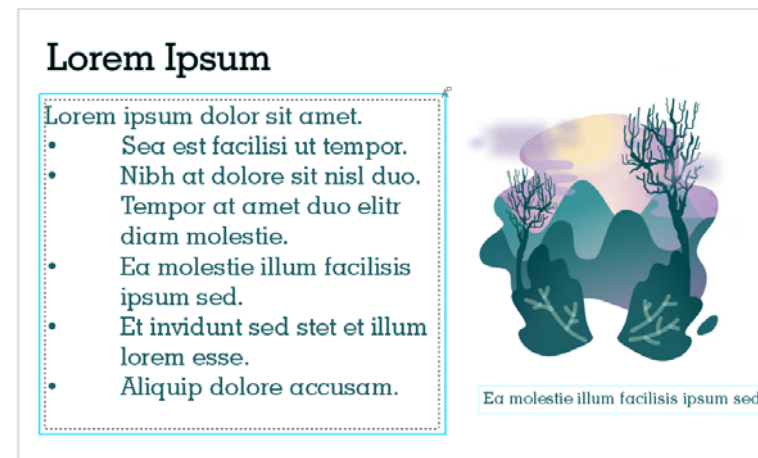 Lorem Ipsum
Lorem ipsum dolor sit amet.
• Sea est facilisi ut tempor.
• Nibh at dolore sit nisl duo.
Tempor at amet duo elitr
diam molestie.
• Ea molestie illum facilisis
ipsum sed.
• Et invidunt sed stet et illum
lorem esse.
• Aliquip dolore accusam.
Ea molestie illum facilisis ipsum sed